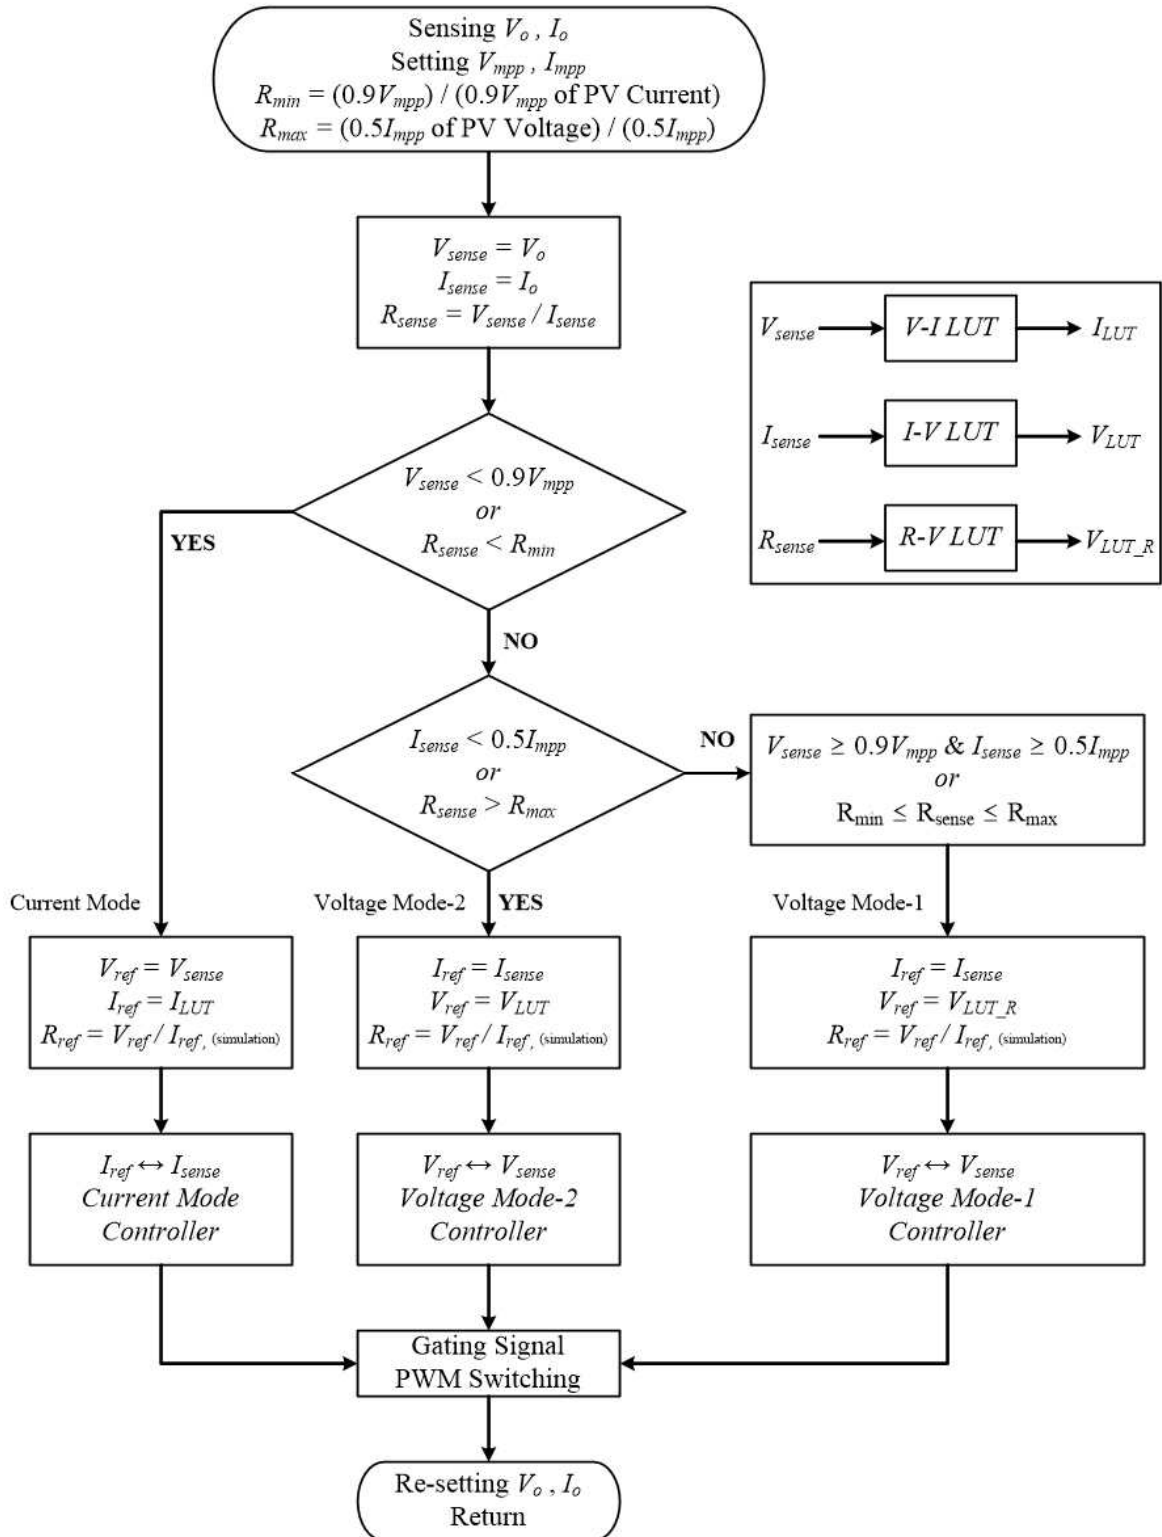 Sensing Vo , Io
Setting Vmpp , Impp
Rmin = (0.9Vmpp) / (0.9Vmpp of PV Current)
Rmax = (0.5Impp of PV Voltage) / (0.5Impp)
Vsense = Vo
Isense = Io
Rsense = Vsense / Isense
Vsense V-I LUT ILUT
Isense I-V LUT VLUT
Rsense R-V LUT VLUT_R
Vsense < 0.9Vmpp
or
Rsense < Rmin
YES
NO
Isense < 0.5Impp
or
Rsense > Rmax
NO
Vsense ≥ 0.9Vmpp & Isense ≥ 0.5Impp
or
Rmin ≤ Rsense ≤ Rmax
Current Mode
Voltage Mode-2
YES
Voltage Mode-1
Vref = Vsense
Iref = ILUT
Rref = Vref / Iref, (simulation)
Iref = Isense
Vref = VLUT
Rref = Vref / Iref, (simulation)
Iref = Isense
Vref = VLUT_R
Rref = Vref / Iref, (simulation)
Iref ↔ Isense
Current Mode
Controller
Vref ↔ Vsense
Voltage Mode-2
Controller
Vref ↔ Vsense
Voltage Mode-1
Controller
Gating Signal
PWM Switching
Re-setting Vo , Io
Return